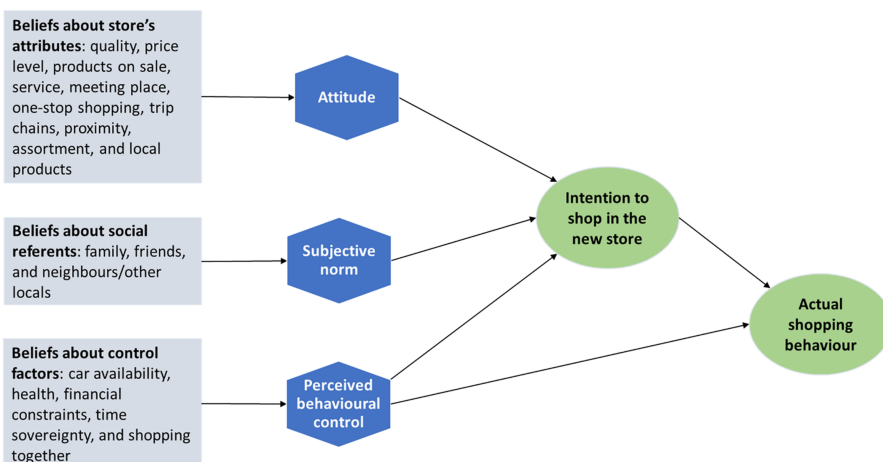 Beliefs about store's
attributes: quality, price
level, products on sale,
service, meeting place,
one-stop shopping, trip
chains, proximity,
assortment, and local
products
Attitude
Intention to
shop in the
new store
Beliefs about social
referents: family, friends,
and neighbours/other
locals
Subjective
norm
Actual
shopping
behaviour
Beliefs about control
factors: car availability,
health, financial
constraints, time
sovereignty, and shopping
together
Perceived
behavioural
control